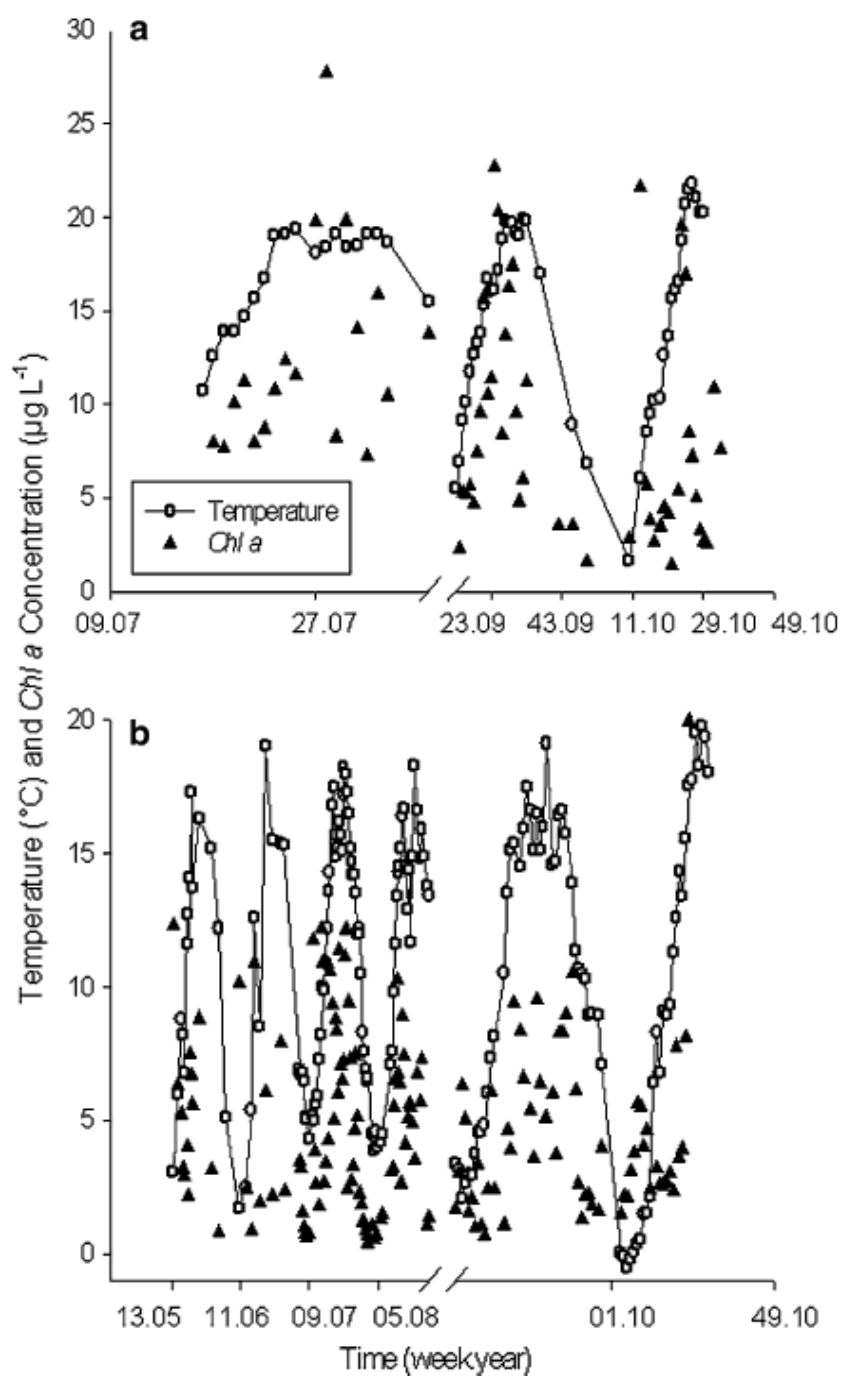 a
30
25
20
15
10
5
0
Temperature
Chl a
09.07 27.07 23.09 43.09 11.10 29.10 49.10
Temperature (°C) and Chl a Concentration (µg L⁻¹)
b
20
15
10
5
0
13.05 11.06 09.07 05.08 01.10 49.10
Time (week.year)